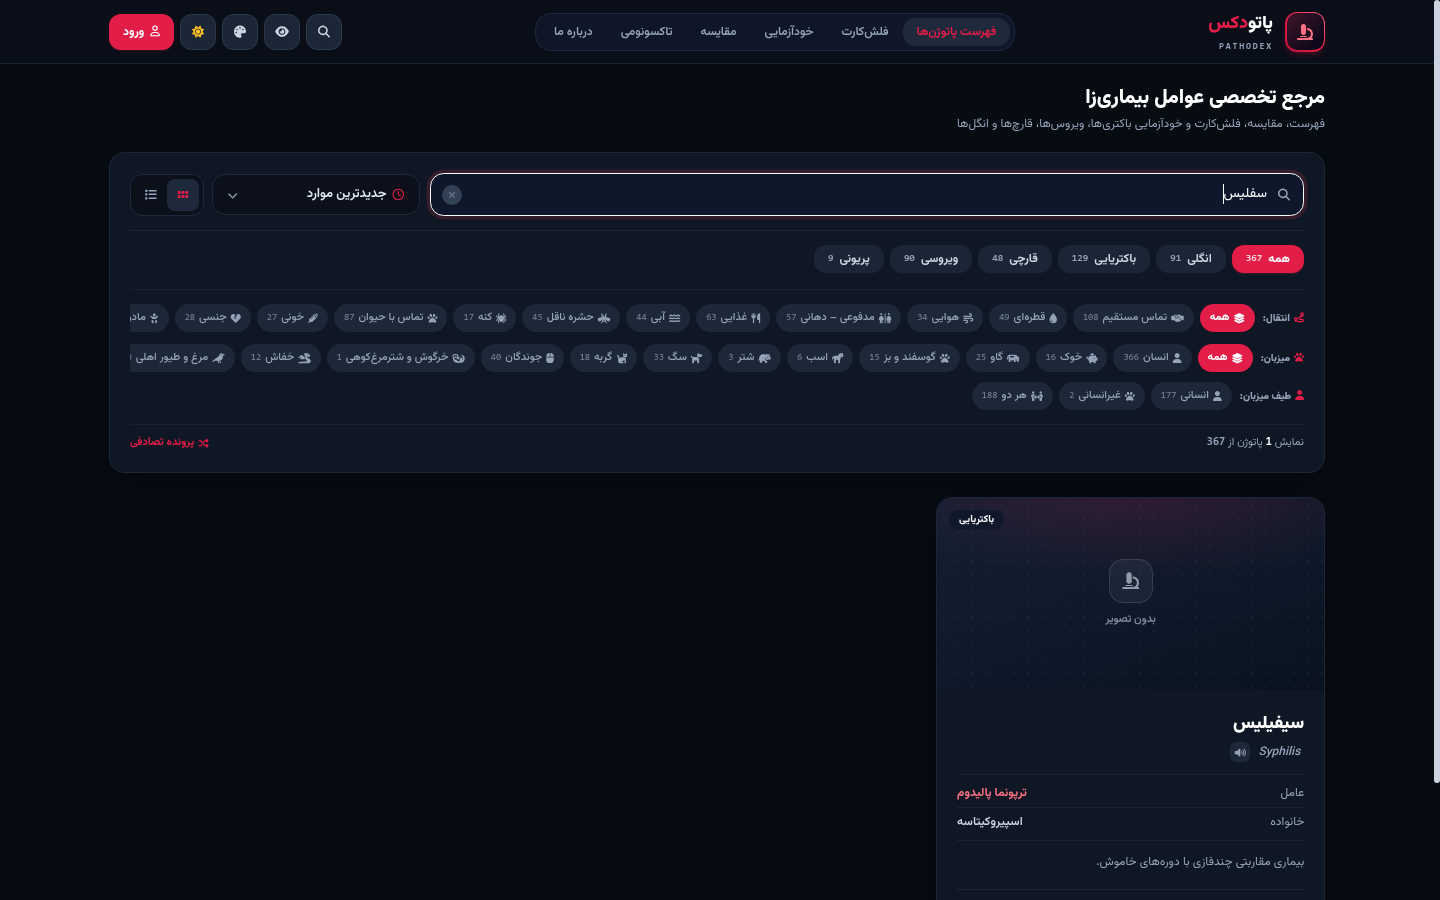 پاتودکس
PATHODEX
فهرست پاتوژن‌ها
فلش‌کارت
خودآزمایی
مقایسه
تاکسونومی
درباره ما
ورود
مرجع تخصصی عوامل بیماری‌زا
فهرست، مقایسه، فلش‌کارت و خودآزمایی باکتری‌ها، ویروس‌ها، قارچ‌ها و انگل‌ها
سفلیس
جدیدترین موارد
همه 367
انگلی 91
باکتریایی 129
قارچی 48
ویروسی 90
پریونی 9
انتقال:
همه
تماس مستقیم 108
قطره‌ای 49
هوایی 34
مدفوعی – دهانی 57
غذایی 63
آبی 44
حشره ناقل 45
کنه 17
تماس با حیوان 87
خونی 27
جنسی 28
میزبان:
همه
انسان 366
خوک 16
گاو 25
گوسفند و بز 15
اسب 6
شتر 3
سگ 33
گربه 18
جوندگان 40
خرگوش و شترمرغ‌کوهی 1
خفاش 12
مرغ و طیور اهلی
طیف میزبان:
انسانی 177
غیرانسانی 2
هر دو 188
نمایش 1 پاتوژن از 367
پرونده تصادفی
باکتریایی
بدون تصویر
سیفیلیس
Syphilis
عامل
ترپونما پالیدوم
خانواده
اسپیروکیتاسه
بیماری مقاربتی چندفازی با دوره‌های خاموش.